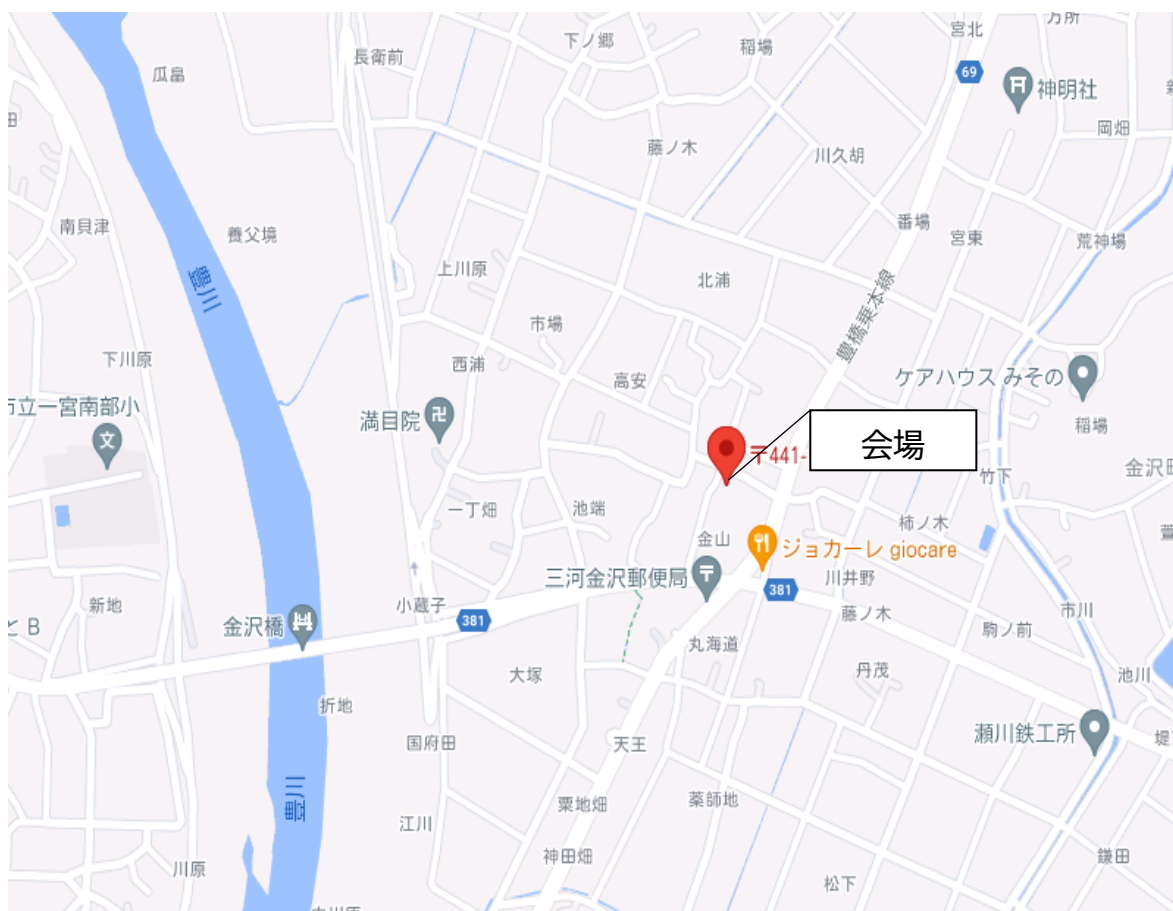 宮北
下ノ郷
稲場
長衛前
瓜畠
69
神明社
岡畑
藤ノ木
川久胡
南貝津
養父境
番場
宮東
荒神場
上川原
北浦
豊川
豊橋乗本線
市場
下川原
西浦
高安
ケアハウス みその
市立一宮南部小
満目院
稲場
会場
〒441-
金沢
竹下
一丁畑
池端
柿ノ木
金山
ジョカーレ giocare
三河金沢郵便局
川井野
381
新地
小蔵子
381
藤ノ木
市川
とB
金沢橋
駒ノ前
丸海道
大塚
丹茂
池川
折地
瀬川鉄工所
国府田
天王
堤
豊川
粟地畑
薬師地
江川
神田畑
鎌田
川原
松下